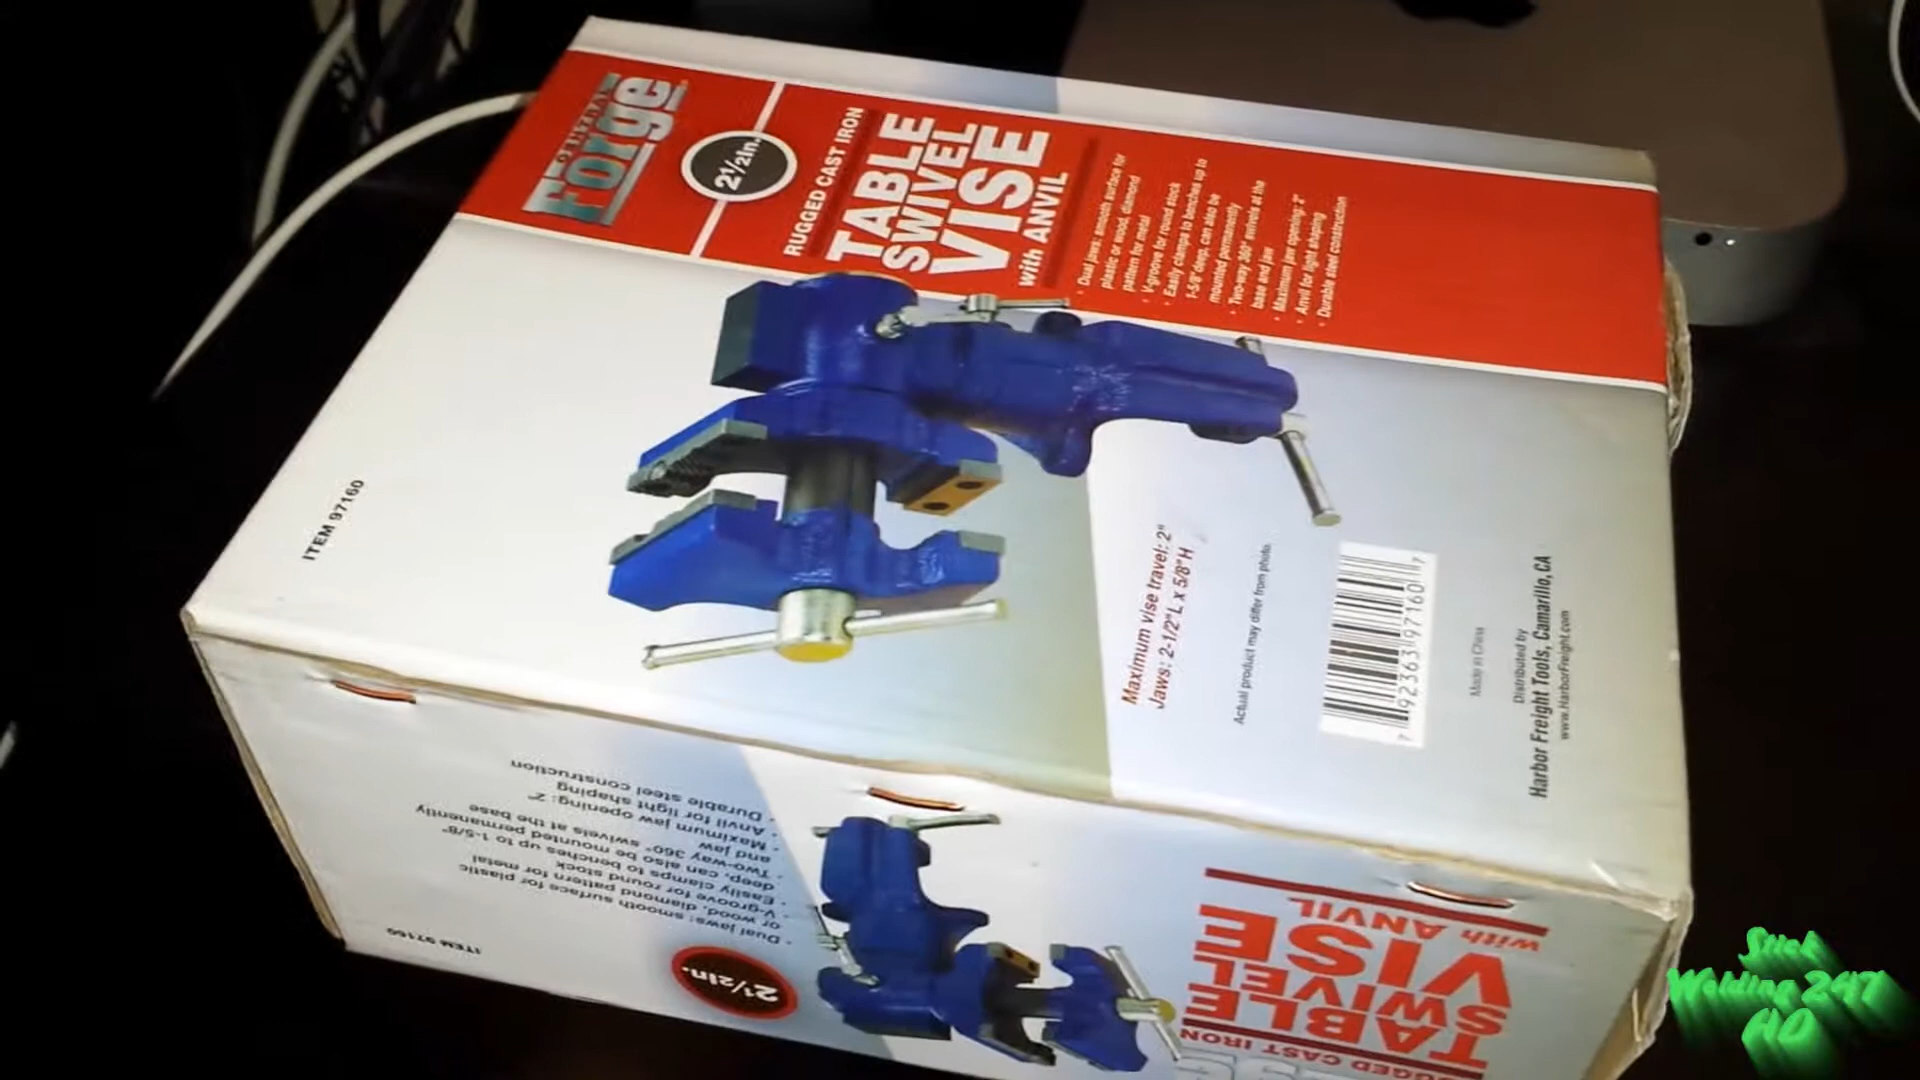 CENTRAL
Forge
2½In.
RUGGED CAST IRON
TABLE
SWIVEL
VISE
with ANVIL
• Dual jaws: smooth surface for
plastic or wood, diamond
pattern for metal
• V-groove for round stock
• Easily clamps to benches up to
1-5/8" deep, can also be
mounted permanently
• Two-way 360° swivels at the
base and jaw
• Maximum jaw opening: 2"
• Anvil for light shaping
• Durable steel construction
ITEM 97160
Maximum vise travel: 2"
Jaws: 2-1/2"L x 5/8"H
Actual product may differ from photo.
7 92363 97160 7
Made in China
Distributed by
Harbor Freight Tools, Camarillo, CA
www.HarborFreight.com
RUGGED CAST IRON
TABLE
SWIVEL
VISE
with ANVIL
2½In.
• Dual jaws: smooth surface for plastic
or wood, diamond pattern for metal
• V-groove for round stock
• Easily clamps to benches up to 1-5/8"
deep, can also be mounted permanently
• Two-way 360° swivels at the base
and jaw
• Maximum jaw opening: 2"
• Anvil for light shaping
• Durable steel construction
ITEM 97160
Stick
Welding 247
HD